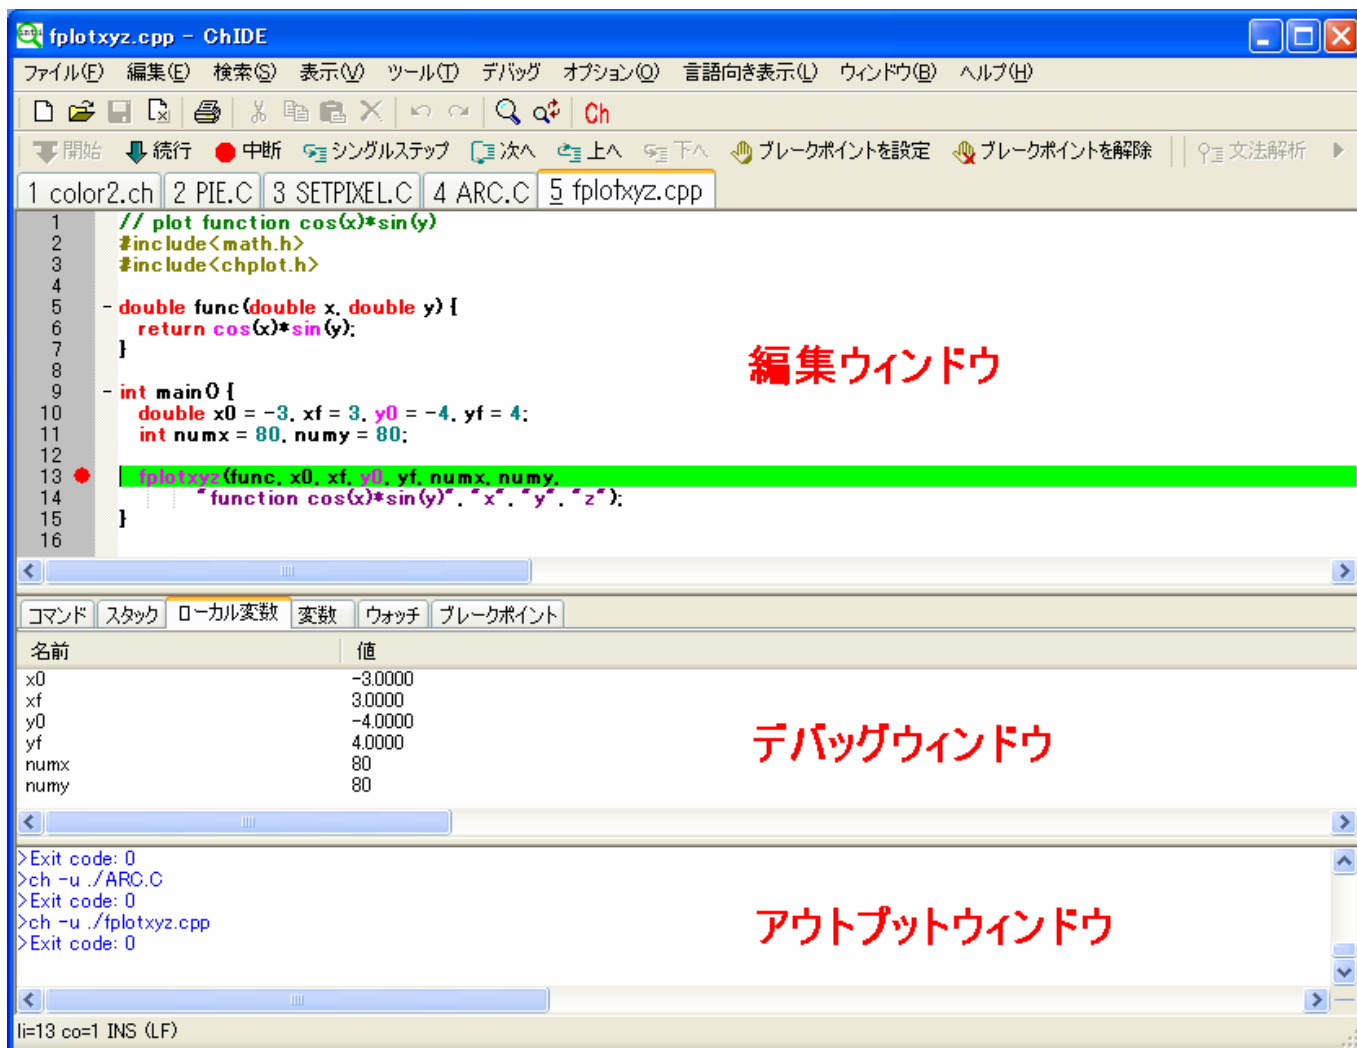 fplotxyz.cpp - ChIDE
ファイル(F) 編集(E) 検索(S) 表示(V) ツール(T) デバッグ オプション(O) 言語向き表示(L) ウィンドウ(B) ヘルプ(H)
Ch
開始 続行 中断 シングルステップ 次へ 上へ 下へ ブレークポイントを設定 ブレークポイントを解除 文法解析
1 color2.ch 2 PIE.C 3 SETPIXEL.C 4 ARC.C 5 fplotxyz.cpp
1 // plot function cos(x)*sin(y)
2 #include<math.h>
3 #include<chplot.h>
4
5 - double func(double x, double y) {
6 return cos(x)*sin(y);
7 }
8
編集ウィンドウ
9 - int main() {
10 double x0 = -3, xf = 3, y0 = -4, yf = 4;
11 int numx = 80, numy = 80;
12
13 fplotxyz(func, x0, xf, y0, yf, numx, numy,
14 "function cos(x)*sin(y)", "x", "y", "z");
15 }
16
コマンド スタック ローカル変数 変数 ウォッチ ブレークポイント
名前 値
x0 -3.0000
xf 3.0000
y0 -4.0000
yf 4.0000
numx 80
numy 80
デバッグウィンドウ
>Exit code: 0
>ch -u ./ARC.C
>Exit code: 0
>ch -u ./fplotxyz.cpp
>Exit code: 0
アウトプットウィンドウ
li=13 co=1 INS (LF)